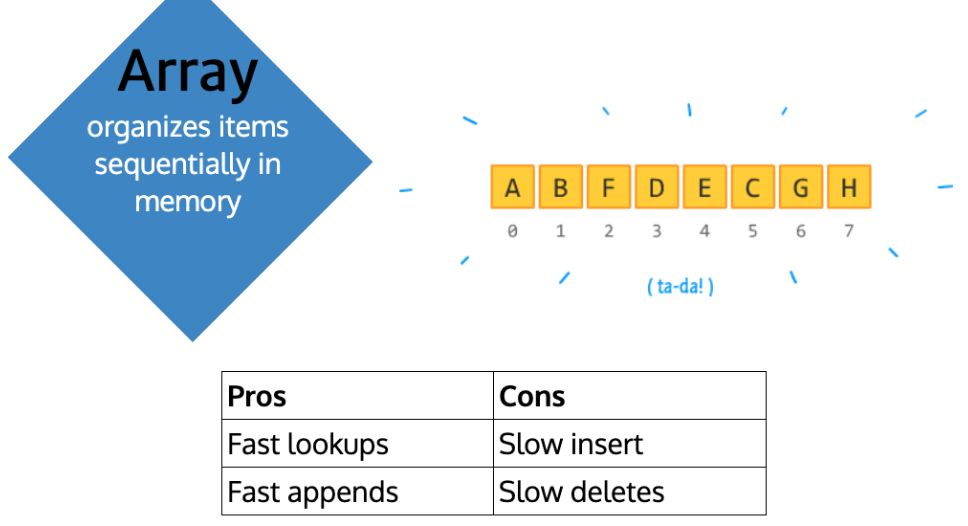 Array
organizes items
sequentially in
memory
A B F D E C G H
0 1 2 3 4 5 6 7
( ta-da! )
Pros Cons
Fast lookups Slow insert
Fast appends Slow deletes